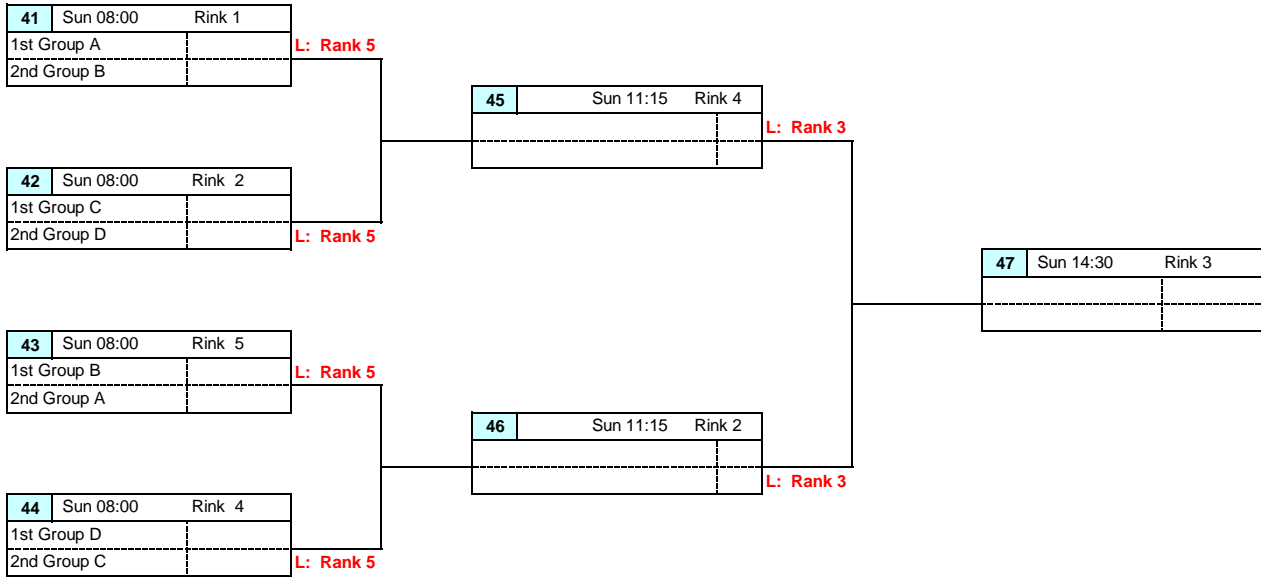 41 Sun 08:00 Rink 1
1st Group A
L: Rank 5
2nd Group B
45 Sun 11:15 Rink 4
L: Rank 3
42 Sun 08:00 Rink 2
1st Group C
2nd Group D
L: Rank 5
47 Sun 14:30 Rink 3
43 Sun 08:00 Rink 5
1st Group B
L: Rank 5
2nd Group A
46 Sun 11:15 Rink 2
L: Rank 3
44 Sun 08:00 Rink 4
1st Group D
2nd Group C
L: Rank 5